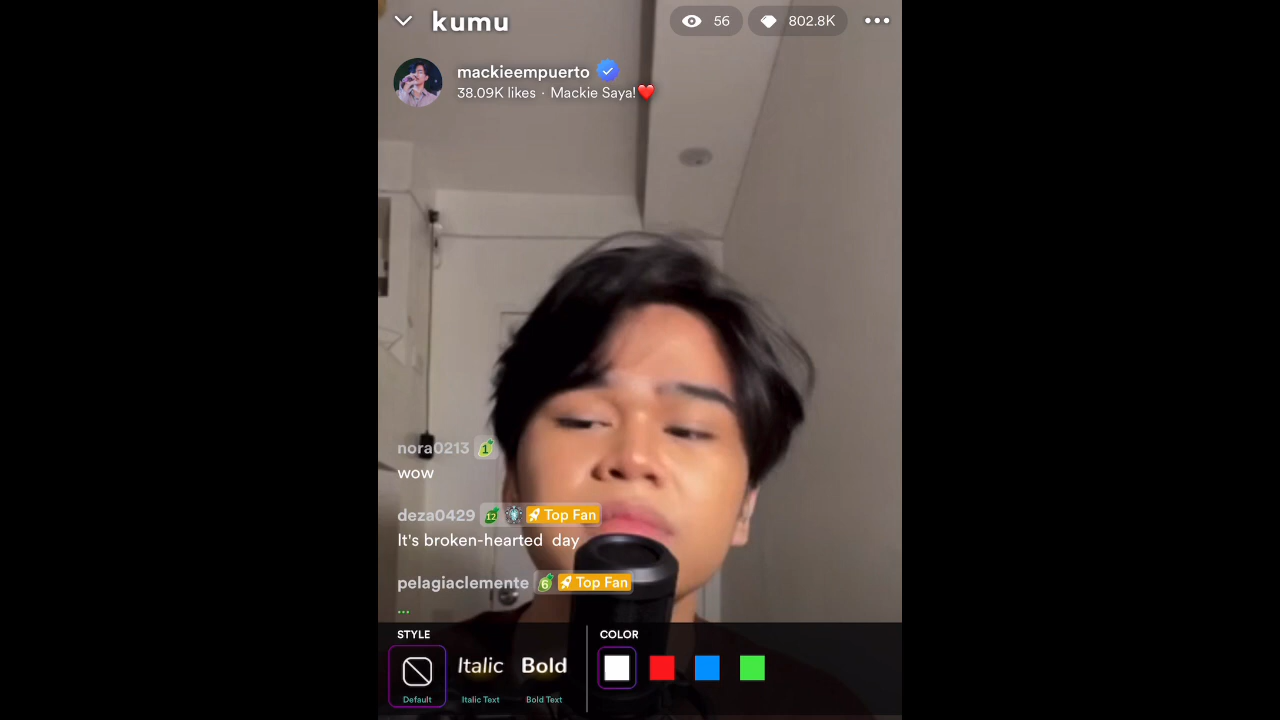 kumu
56
802.8K
mackieempuerto
38.09K likes · Mackie Saya!❤️
nora0213 1
wow
deza0429 12 Top Fan
It's broken-hearted day
pelagiaclemente 6 Top Fan
...
STYLE
COLOR
Italic
Bold
Default
Italic Text
Bold Text